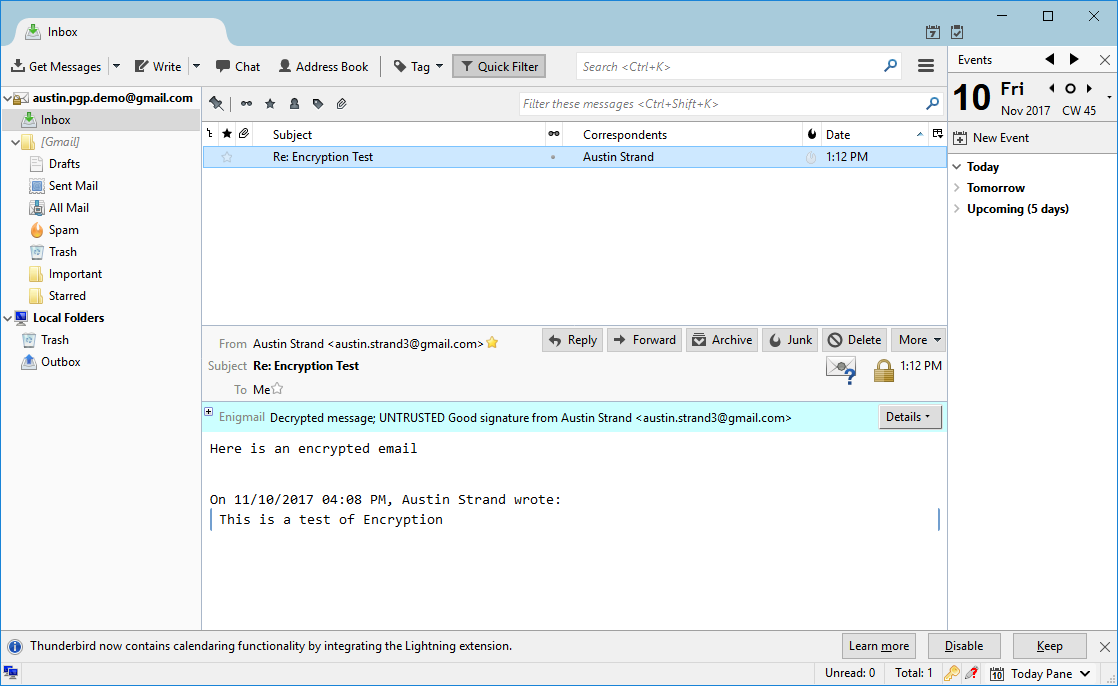 Inbox
7
Get Messages Write Chat Address Book Tag Quick Filter Search <Ctrl+K>
Events
austin.pgp.demo@gmail.com
Inbox
[Gmail]
Drafts
Sent Mail
All Mail
Spam
Trash
Important
Starred
Local Folders
Trash
Outbox
Filter these messages <Ctrl+Shift+K>
Subject Correspondents Date
Re: Encryption Test Austin Strand 1:12 PM
10 Fri
Nov 2017 CW 45
New Event
Today
Tomorrow
Upcoming (5 days)
From Austin Strand <austin.strand3@gmail.com>
Reply Forward Archive Junk Delete More
Subject Re: Encryption Test 1:12 PM
To Me
Enigmail Decrypted message; UNTRUSTED Good signature from Austin Strand <austin.strand3@gmail.com> Details
Here is an encrypted email
On 11/10/2017 04:08 PM, Austin Strand wrote:
This is a test of Encryption
Thunderbird now contains calendaring functionality by integrating the Lightning extension. Learn more Disable Keep
Unread: 0 Total: 1 10 Today Pane